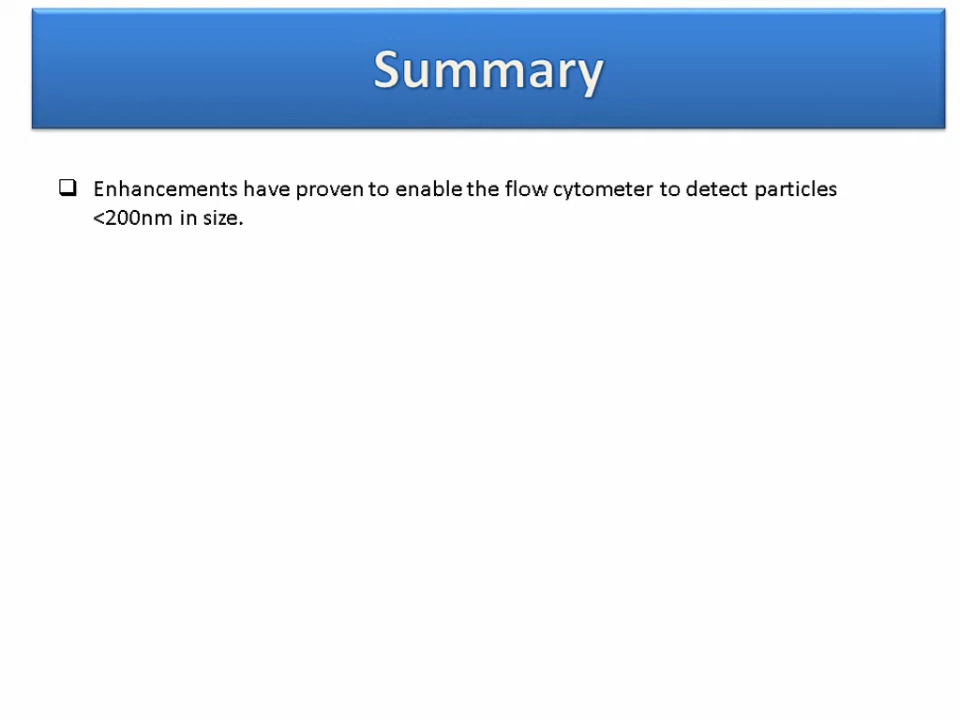 Summary
❑ Enhancements have proven to enable the flow cytometer to detect particles
<200nm in size.